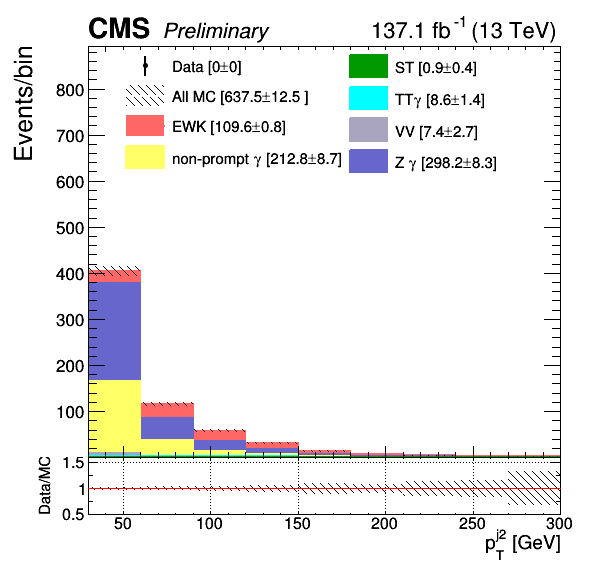 CMS Preliminary 137.1 fb⁻¹ (13 TeV)
Events/bin
Data [0±0]
All MC [637.5±12.5 ]
EWK [109.6±0.8]
non-prompt γ [212.8±8.7]
ST [0.9±0.4]
TTγ [8.6±1.4]
VV [7.4±2.7]
Z γ [298.2±8.3]
800
700
600
500
400
300
200
100
Data/MC
1.5
1
0.5
50 100 150 200 250 300
p_T^{j2} [GeV]